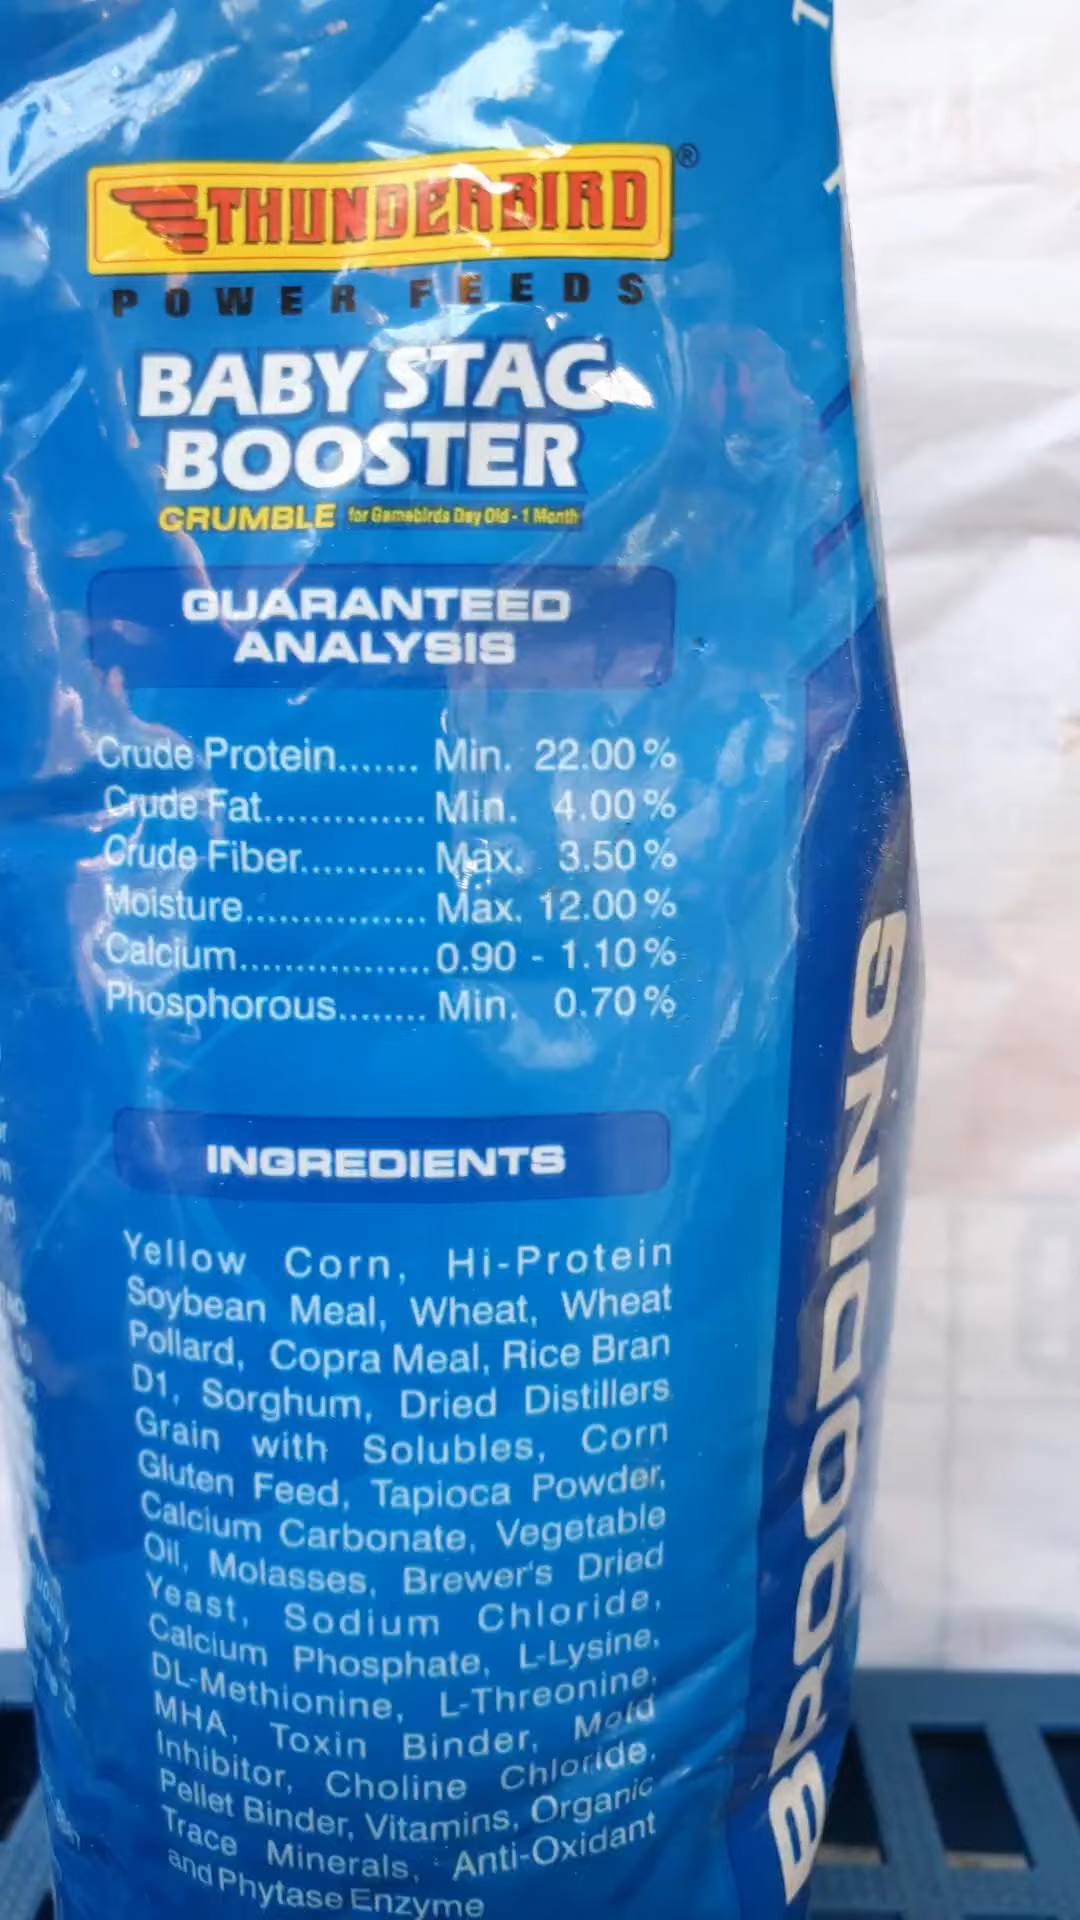 THUNDERBIRD®
POWER FEEDS
BABY STAG
BOOSTER
CRUMBLE for Gamebirds Day Old - 1 Month
GUARANTEED
ANALYSIS
Crude Protein....... Min. 22.00%
Crude Fat.............. Min. 4.00%
Crude Fiber........... Max. 3.50%
Moisture................ Max. 12.00%
Calcium................. 0.90 - 1.10%
Phosphorous........ Min. 0.70%
INGREDIENTS
Yellow Corn, Hi-Protein
Soybean Meal, Wheat, Wheat
Pollard, Copra Meal, Rice Bran
D1, Sorghum, Dried Distillers
Grain with Solubles, Corn
Gluten Feed, Tapioca Powder,
Calcium Carbonate, Vegetable
Oil, Molasses, Brewer's Dried
Yeast, Sodium Chloride,
Calcium Phosphate, L-Lysine,
DL-Methionine, L-Threonine,
MHA, Toxin Binder, Mold
Inhibitor, Choline Chloride,
Pellet Binder, Vitamins, Organic
Trace Minerals, Anti-Oxidant
and Phytase Enzyme
BROODING